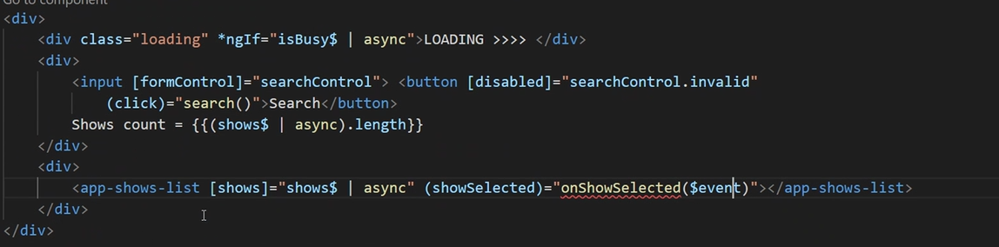 Go to component
<div>
    <div class="loading" *ngIf="isBusy$ | async">LOADING >>>> </div>
    <div>
        <input [formControl]="searchControl"> <button [disabled]="searchControl.invalid"
            (click)="search()">Search</button>
        Shows count = {{(shows$ | async).length}}
    </div>
    <div>
        <app-shows-list [shows]="shows$ | async" (showSelected)="onShowSelected($event)"></app-shows-list>
    </div>
</div>